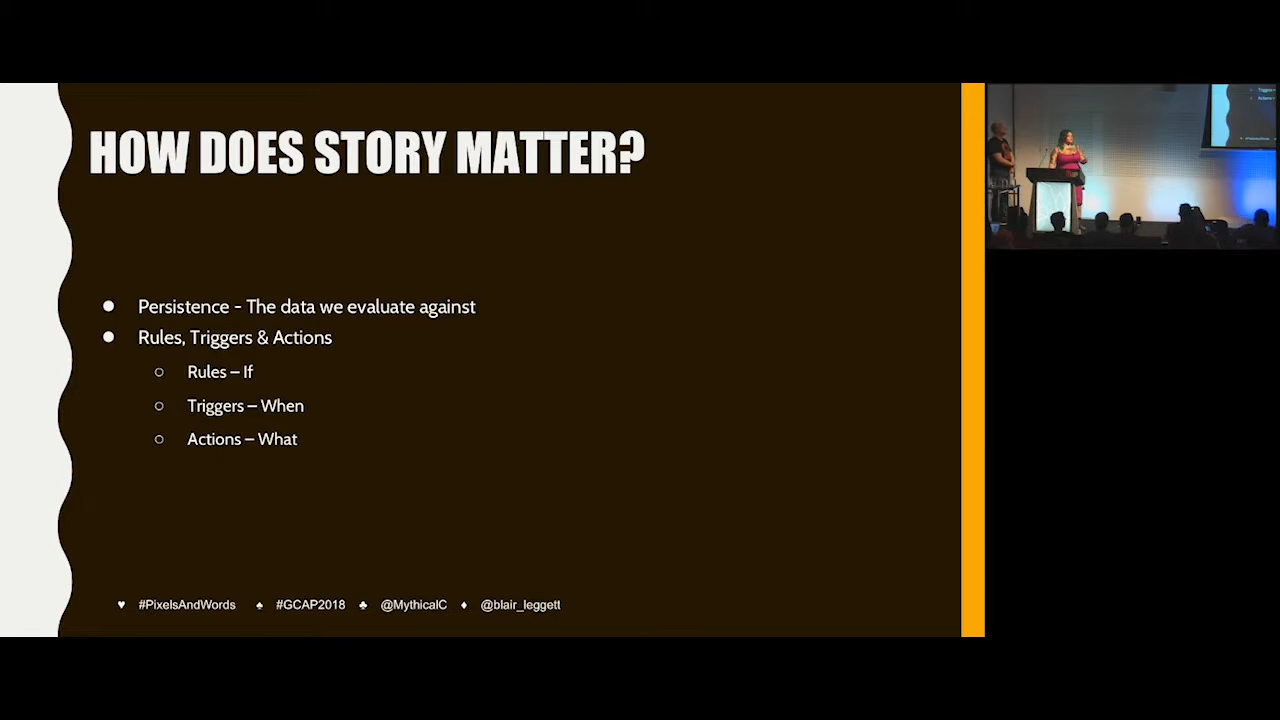 HOW DOES STORY MATTER?
● Persistence - The data we evaluate against
● Rules, Triggers & Actions
○ Rules – If
○ Triggers – When
○ Actions – What
♥ #PixelsAndWords ♠ #GCAP2018 ♣ @MythicalC ♦ @blair_leggett